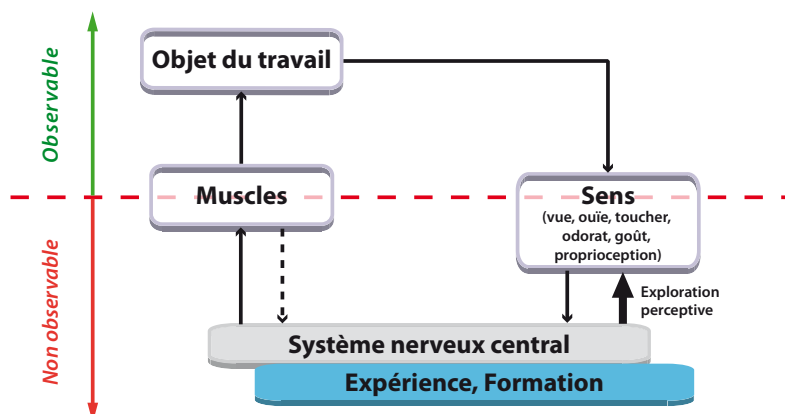 Observable
Non observable
Objet du travail
Muscles
Sens
(vue, ouïe, toucher,
odorat, goût,
proprioception)
Exploration
perceptive
Système nerveux central
Expérience, Formation